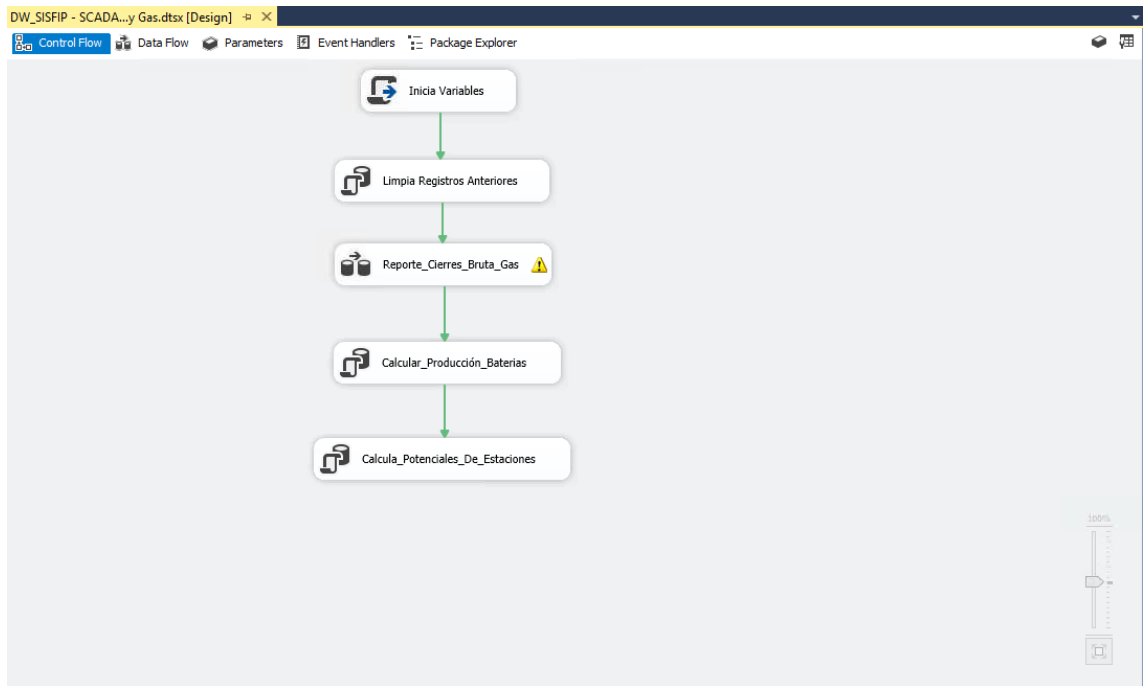 DW_SISFIP - SCADA...y Gas.dtsx [Design]
Control Flow Data Flow Parameters Event Handlers Package Explorer
Inicia Variables
Limpia Registros Anteriores
Reporte_Cierres_Bruta_Gas
Calcular_Producción_Baterias
Calcula_Potenciales_De_Estaciones
100%